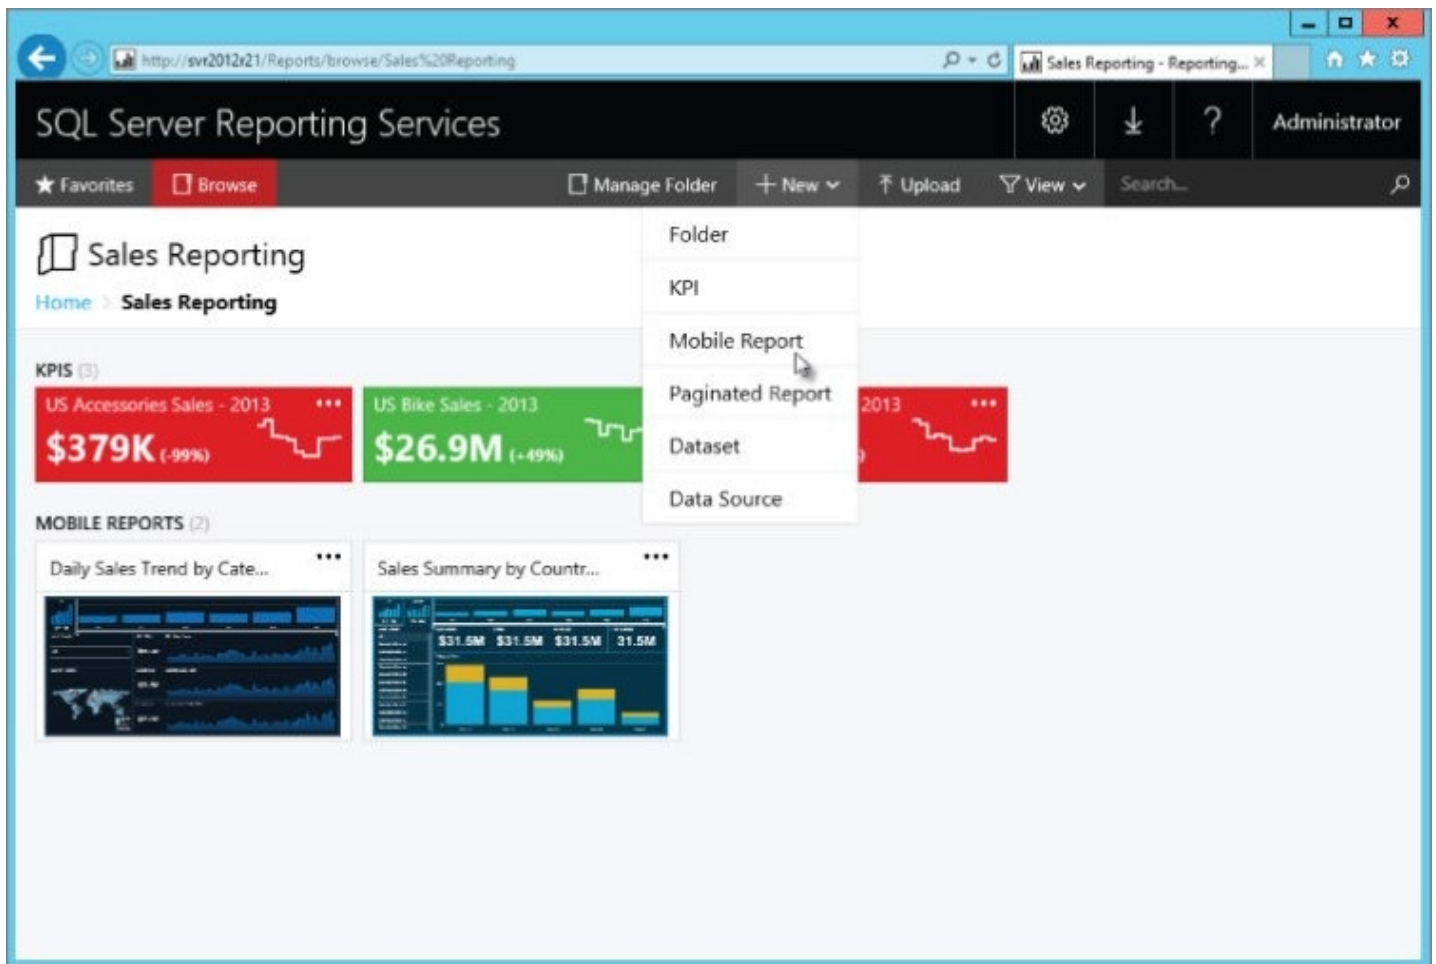 http://svr2012r21/Reports/browse/Sales%20Reporting
Sales Reporting - Reporting...
SQL Server Reporting Services
?
Administrator
Favorites
Browse
Manage Folder
New
Upload
View
Search...
Sales Reporting
Home > Sales Reporting
Folder
KPI
Mobile Report
Paginated Report
Dataset
Data Source
KPIS (3)
US Accessories Sales - 2013
$379K (-99%)
US Bike Sales - 2013
$26.9M (+49%)
2013
)
MOBILE REPORTS (2)
Daily Sales Trend by Cate...
Sales Summary by Countr...
$31.5M $31.5M $31.5M 31.5M